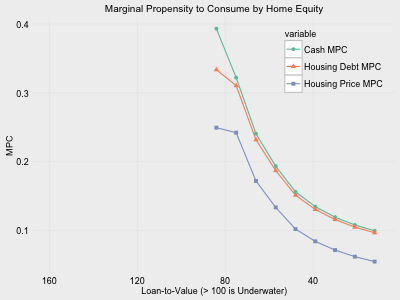 Marginal Propensity to Consume by Home Equity
variable
Cash MPC
Housing Debt MPC
Housing Price MPC
MPC
0.4
0.3
0.2
0.1
160 120 80 40
Loan-to-Value (> 100 is Underwater)